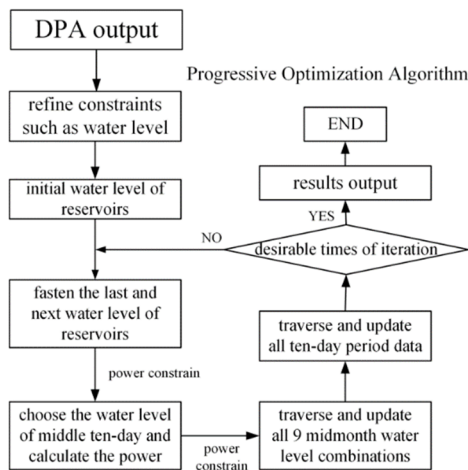 DPA output
Progressive Optimization Algorithm
refine constraints
such as water level
END
initial water level of
reservoirs
results output
YES
NO
desirable times of iteration
fasten the last and
next water level of
reservoirs
traverse and update
all ten-day period data
power constrain
choose the water level
of middle ten-day and
calculate the power
power
constrain
traverse and update
all 9 midmonth water
level combinations